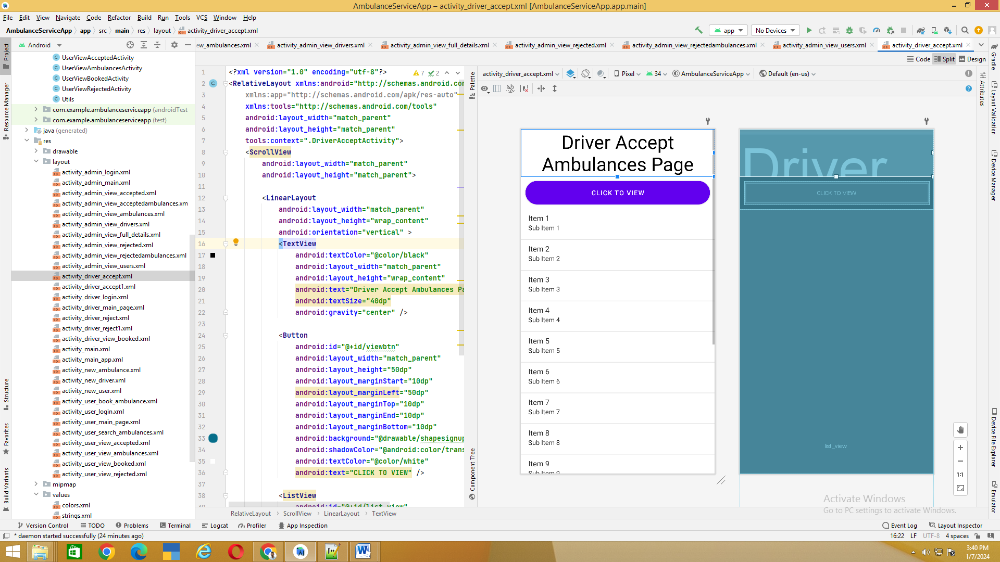 AmbulanceServiceApp – activity_driver_accept.xml [AmbulanceServiceApp.app.main]
File Edit View Navigate Code Refactor Build Run Tools VCS Window Help
AmbulanceServiceApp app src main res layout activity_driver_accept.xml
app No Devices
Project
Android
ew_ambulances.xml activity_admin_view_drivers.xml activity_admin_view_full_details.xml activity_admin_view_rejected.xml activity_admin_view_rejectedambulances.xml activity_admin_view_users.xml activity_driver_accept.xml
Code Split Design
Resource Manager
Structure
Favorites
Build Variants
UserViewAcceptedActivity
UserViewAmbulancesActivity
UserViewBookedActivity
UserViewRejectedActivity
Utils
com.example.ambulanceserviceapp (androidTest
com.example.ambulanceserviceapp (test)
java (generated)
res
drawable
layout
activity_admin_login.xml
activity_admin_main.xml
activity_admin_view_accepted.xml
activity_admin_view_acceptedambulances.xm
activity_admin_view_ambulances.xml
activity_admin_view_drivers.xml
activity_admin_view_full_details.xml
activity_admin_view_rejected.xml
activity_admin_view_rejectedambulances.xml
activity_admin_view_users.xml
activity_driver_accept.xml
activity_driver_accept1.xml
activity_driver_login.xml
activity_driver_main_page.xml
activity_driver_reject.xml
activity_driver_reject1.xml
activity_driver_view_booked.xml
activity_main.xml
activity_main_app.xml
activity_new_ambulance.xml
activity_new_driver.xml
activity_new_user.xml
activity_user_book_ambulance.xml
activity_user_login.xml
activity_user_main_page.xml
activity_user_search_ambulances.xml
activity_user_view_accepted.xml
activity_user_view_ambulances.xml
activity_user_view_booked.xml
activity_user_view_rejected.xml
mipmap
values
colors.xml
strings.xml
7 2
1 <?xml version="1.0" encoding="utf-8"?>
2 <RelativeLayout xmlns:android="http://schemas.android.com
3 xmlns:app="http://schemas.android.com/apk/res-auto"
4 xmlns:tools="http://schemas.android.com/tools"
5 android:layout_width="match_parent"
6 android:layout_height="match_parent"
7 tools:context=".DriverAcceptActivity">
8 <ScrollView
9 android:layout_width="match_parent"
10 android:layout_height="match_parent">
11
12 <LinearLayout
13 android:layout_width="match_parent"
14 android:layout_height="wrap_content"
15 android:orientation="vertical" >
16 <TextView
17 android:textColor="@color/black"
18 android:layout_width="match_parent"
19 android:layout_height="wrap_content"
20 android:text="Driver Accept Ambulances Pa
21 android:textSize="40dp"
22 android:gravity="center" />
23
24 <Button
25 android:id="@+id/viewbtn"
26 android:layout_width="match_parent"
27 android:layout_height="50dp"
28 android:layout_marginStart="10dp"
29 android:layout_marginLeft="50dp"
30 android:layout_marginTop="10dp"
31 android:layout_marginEnd="10dp"
32 android:layout_marginBottom="10dp"
33 android:background="@drawable/shapesignup
34 android:shadowColor="@android:color/trans
35 android:textColor="@color/white"
36 android:text="CLICK TO VIEW" />
37
38 <ListView
39 android:id="@+id/list_view"
RelativeLayout ScrollView LinearLayout TextView
Palette
Component Tree
activity_driver_accept.xml Pixel 34 AmbulanceServiceApp Default (en-us)
Driver Accept
Ambulances Page
CLICK TO VIEW
Item 1
Sub Item 1
Item 2
Sub Item 2
Item 3
Sub Item 3
Item 4
Sub Item 4
Item 5
Sub Item 5
Item 6
Sub Item 6
Item 7
Sub Item 7
Item 8
Sub Item 8
Item 9
Sub Item 9
Driver
CLICK TO VIEW
list_view
1:1
Activate Windows
Go to PC settings to activate Windows.
Attributes
Gradle
Layout Validation
Device Manager
Device File Explorer
Emulator
Version Control TODO Problems Terminal Logcat Profiler App Inspection Event Log Layout Inspector
* daemon started successfully (24 minutes ago) 16:22 LF UTF-8 4 spaces
3:40 PM
1/7/2024